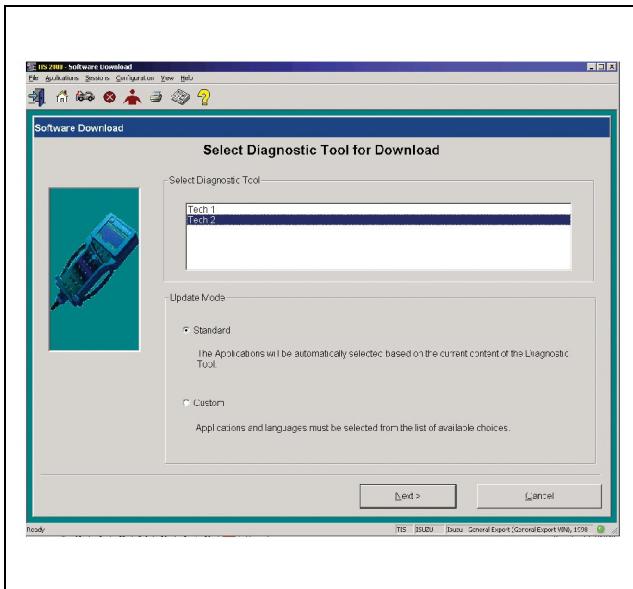 TIS 2000 - Software Download
File Applications Sessions Configuration View Help
Software Download
Select Diagnostic Tool for Download
Select Diagnostic Tool
Tech 1
Tech 2
Update Mode
Standard
The Applications will be automatically selected based on the current content of the Diagnostic
Tool.
Custom
Applications and languages must be selected from the list of available choices.
Next >
Cancel
Ready
TIS ISUZU Isuzu General Export (General Export VIN), 1998